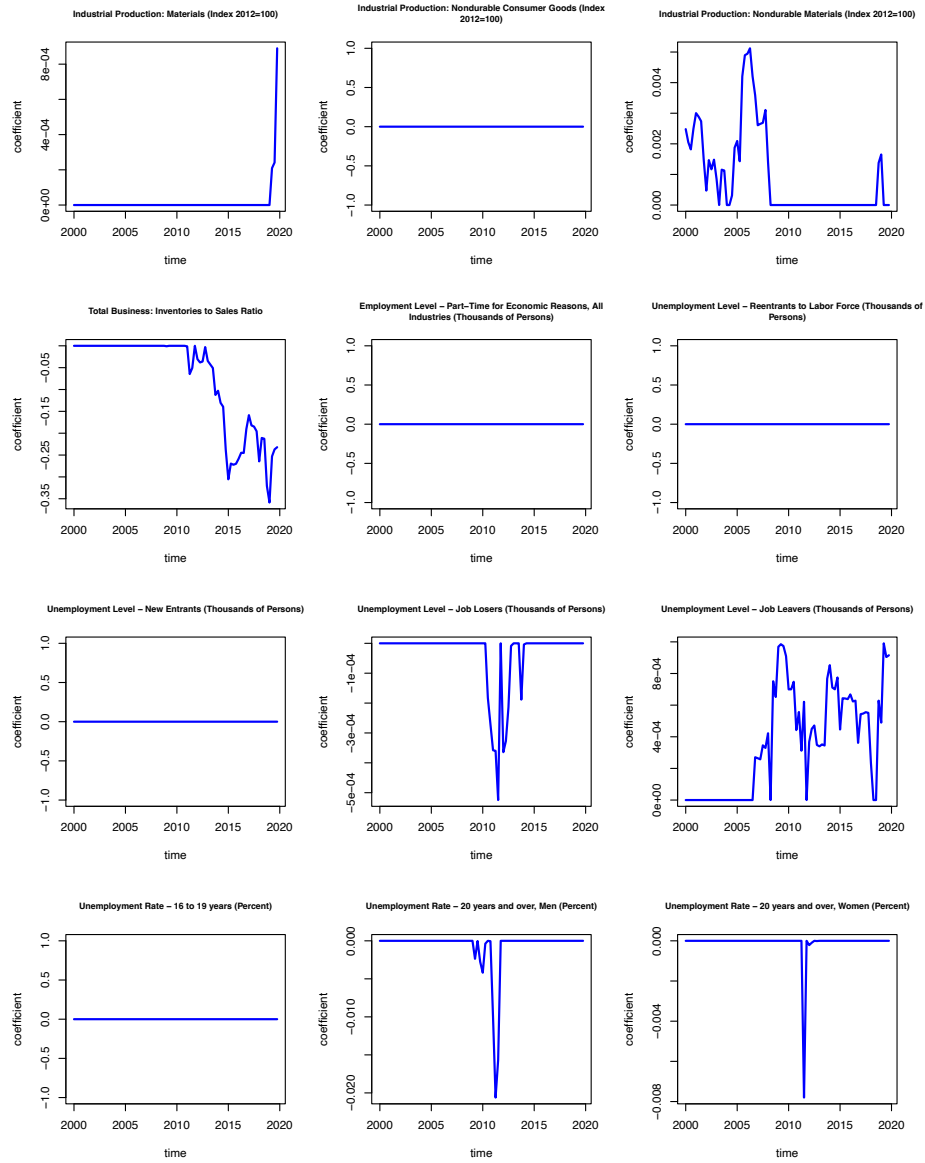 Industrial Production: Materials (Index 2012=100)
8e−04
4e−04
0e+00
coefficient
2000 2005 2010 2015 2020
time
Industrial Production: Nondurable Consumer Goods (Index
2012=100)
1.0
0.5
0.0
−0.5
−1.0
coefficient
2000 2005 2010 2015 2020
time
Industrial Production: Nondurable Materials (Index 2012=100)
0.004
0.002
0.000
coefficient
2000 2005 2010 2015 2020
time
Total Business: Inventories to Sales Ratio
−0.05
−0.15
−0.25
−0.35
coefficient
2000 2005 2010 2015 2020
time
Employment Level − Part−Time for Economic Reasons, All
Industries (Thousands of Persons)
1.0
0.5
0.0
−0.5
−1.0
coefficient
2000 2005 2010 2015 2020
time
Unemployment Level − Reentrants to Labor Force (Thousands of
Persons)
1.0
0.5
0.0
−0.5
−1.0
coefficient
2000 2005 2010 2015 2020
time
Unemployment Level − New Entrants (Thousands of Persons)
1.0
0.5
0.0
−0.5
−1.0
coefficient
2000 2005 2010 2015 2020
time
Unemployment Level − Job Losers (Thousands of Persons)
−1e−04
−3e−04
−5e−04
coefficient
2000 2005 2010 2015 2020
time
Unemployment Level − Job Leavers (Thousands of Persons)
8e−04
4e−04
0e+00
coefficient
2000 2005 2010 2015 2020
time
Unemployment Rate − 16 to 19 years (Percent)
1.0
0.5
0.0
−0.5
−1.0
coefficient
2000 2005 2010 2015 2020
time
Unemployment Rate − 20 years and over, Men (Percent)
0.000
−0.010
−0.020
coefficient
2000 2005 2010 2015 2020
time
Unemployment Rate − 20 years and over, Women (Percent)
0.000
−0.004
−0.008
coefficient
2000 2005 2010 2015 2020
time